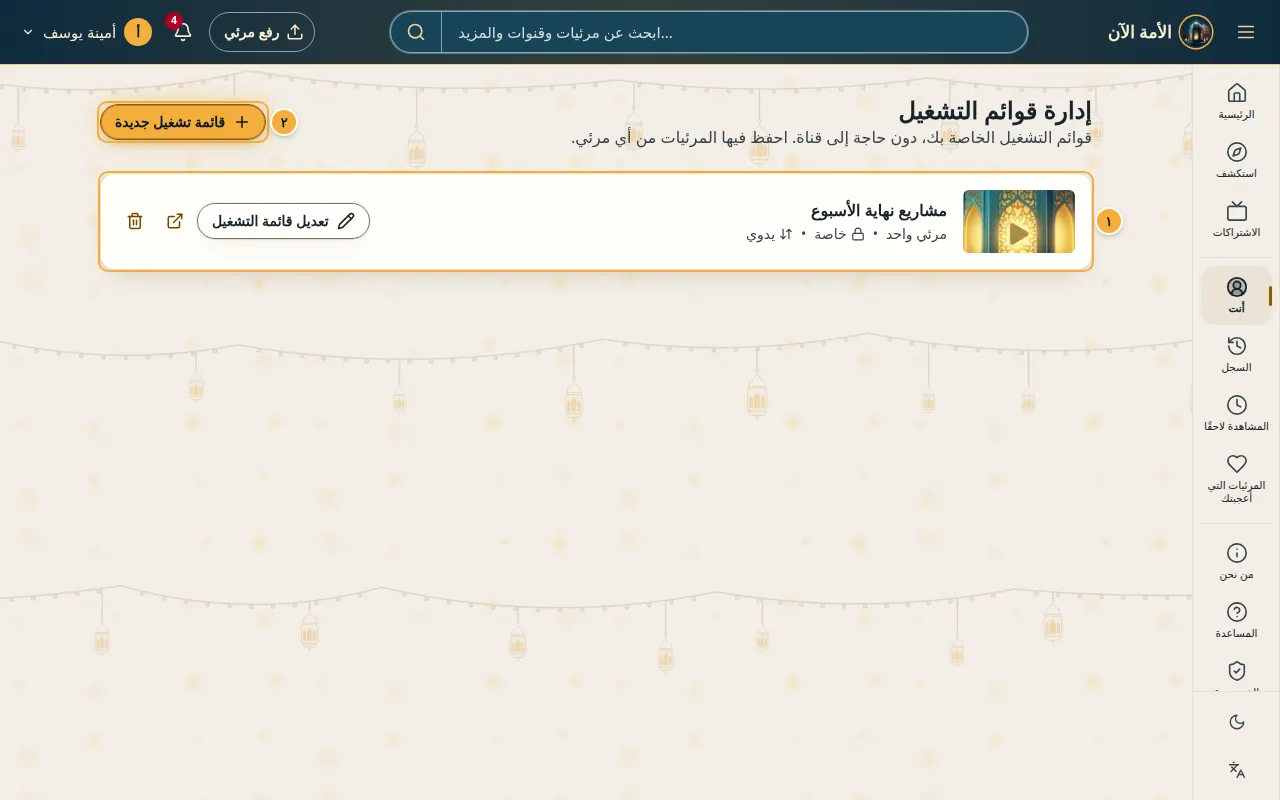 الأمة الآن
ابحث عن مرئيات وقنوات والمزيد...
رفع مرئي
4
أ
أمينة يوسف
الرئيسية
استكشف
الاشتراكات
أنت
السجل
المشاهدة لاحقًا
المرئيات التي
أعجبتك
من نحن
المساعدة
إدارة قوائم التشغيل
قوائم التشغيل الخاصة بك، دون حاجة إلى قناة. احفظ فيها المرئيات من أي مرئي.
٢
قائمة تشغيل جديدة
١
مشاريع نهاية الأسبوع
مرئي واحد • خاصة • يدوي
تعديل قائمة التشغيل